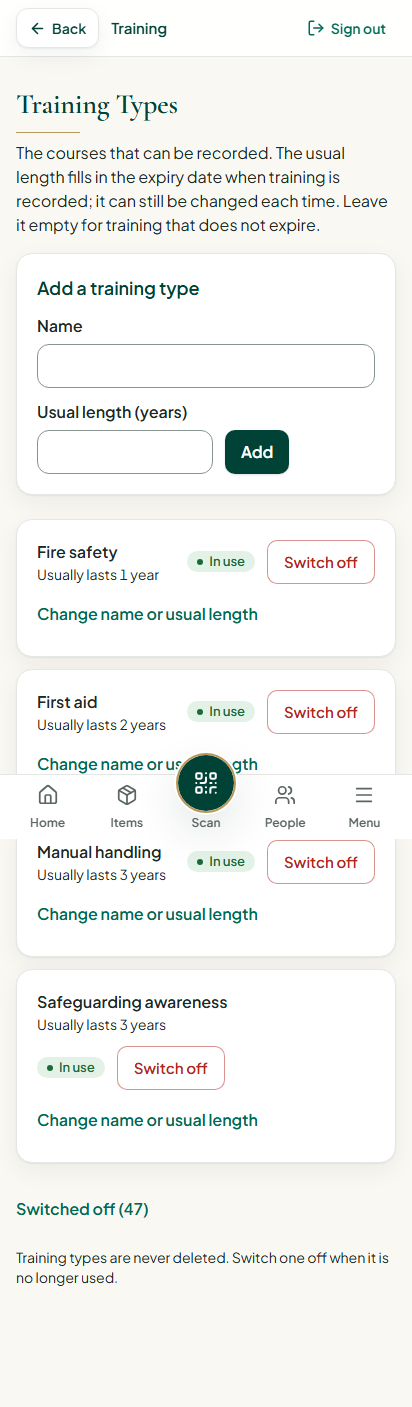 Back
Training
Sign out
Training Types
The courses that can be recorded. The usual
length fills in the expiry date when training is
recorded; it can still be changed each time. Leave
it empty for training that does not expire.
Add a training type
Name
Usual length (years)
Add
Fire safety
Usually lasts 1 year
In use
Switch off
Change name or usual length
First aid
Usually lasts 2 years
In use
Switch off
Change name or usual length
Home
Items
Scan
People
Menu
Manual handling
Usually lasts 3 years
In use
Switch off
Change name or usual length
Safeguarding awareness
Usually lasts 3 years
In use
Switch off
Change name or usual length
Switched off (47)
Training types are never deleted. Switch one off when it is
no longer used.